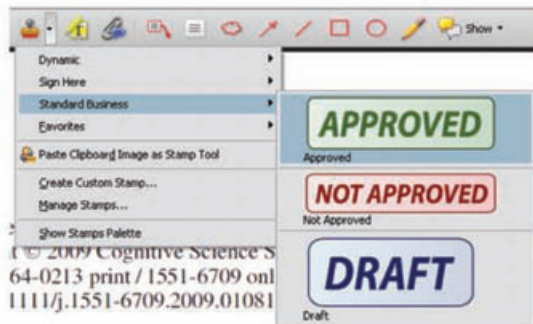 Show
Dynamic
Sign Here
Standard Business
Favorites
Paste Clipboard Image as Stamp Tool
Create Custom Stamp...
Manage Stamps...
Show Stamps Palette
APPROVED
Approved
NOT APPROVED
Not Approved
DRAFT
Draft
t © 2009 Cognitive Science S
64-0213 print / 1551-6709 onl
1111/j.1551-6709.2009.01081